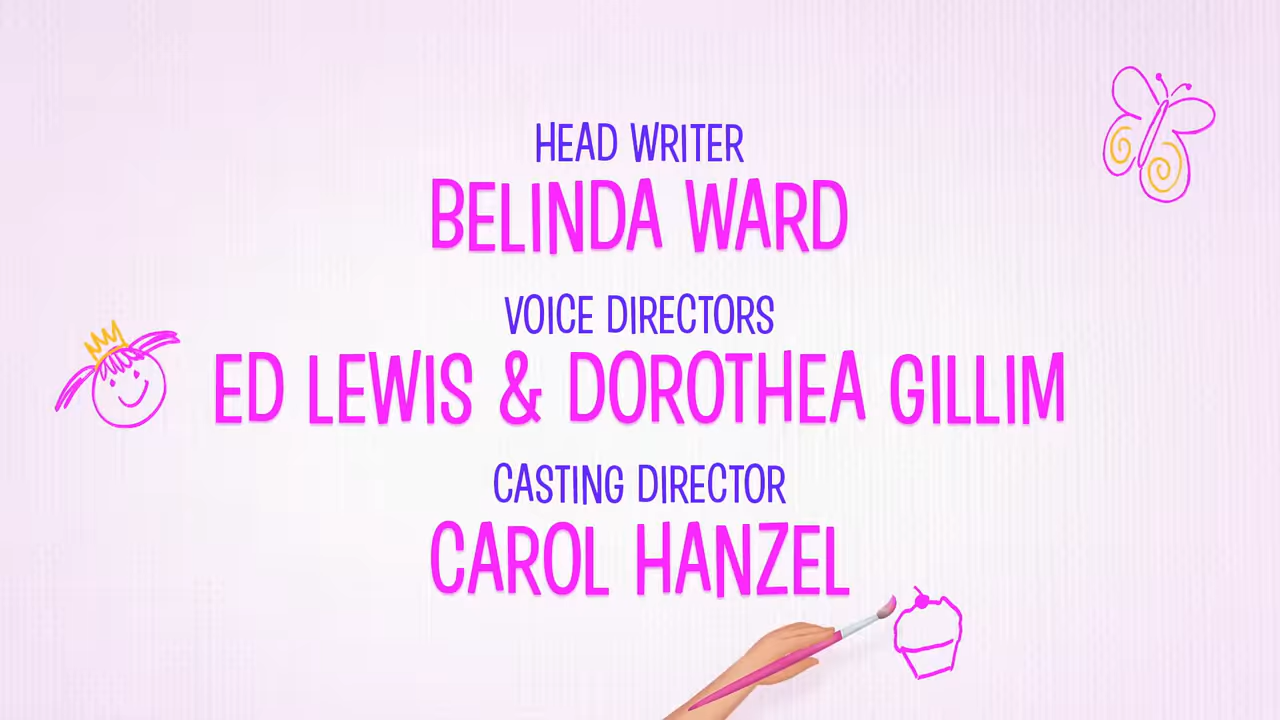 HEAD WRITER
BELINDA WARD
VOICE DIRECTORS
ED LEWIS & DOROTHEA GILLIM
CASTING DIRECTOR
CAROL HANZEL